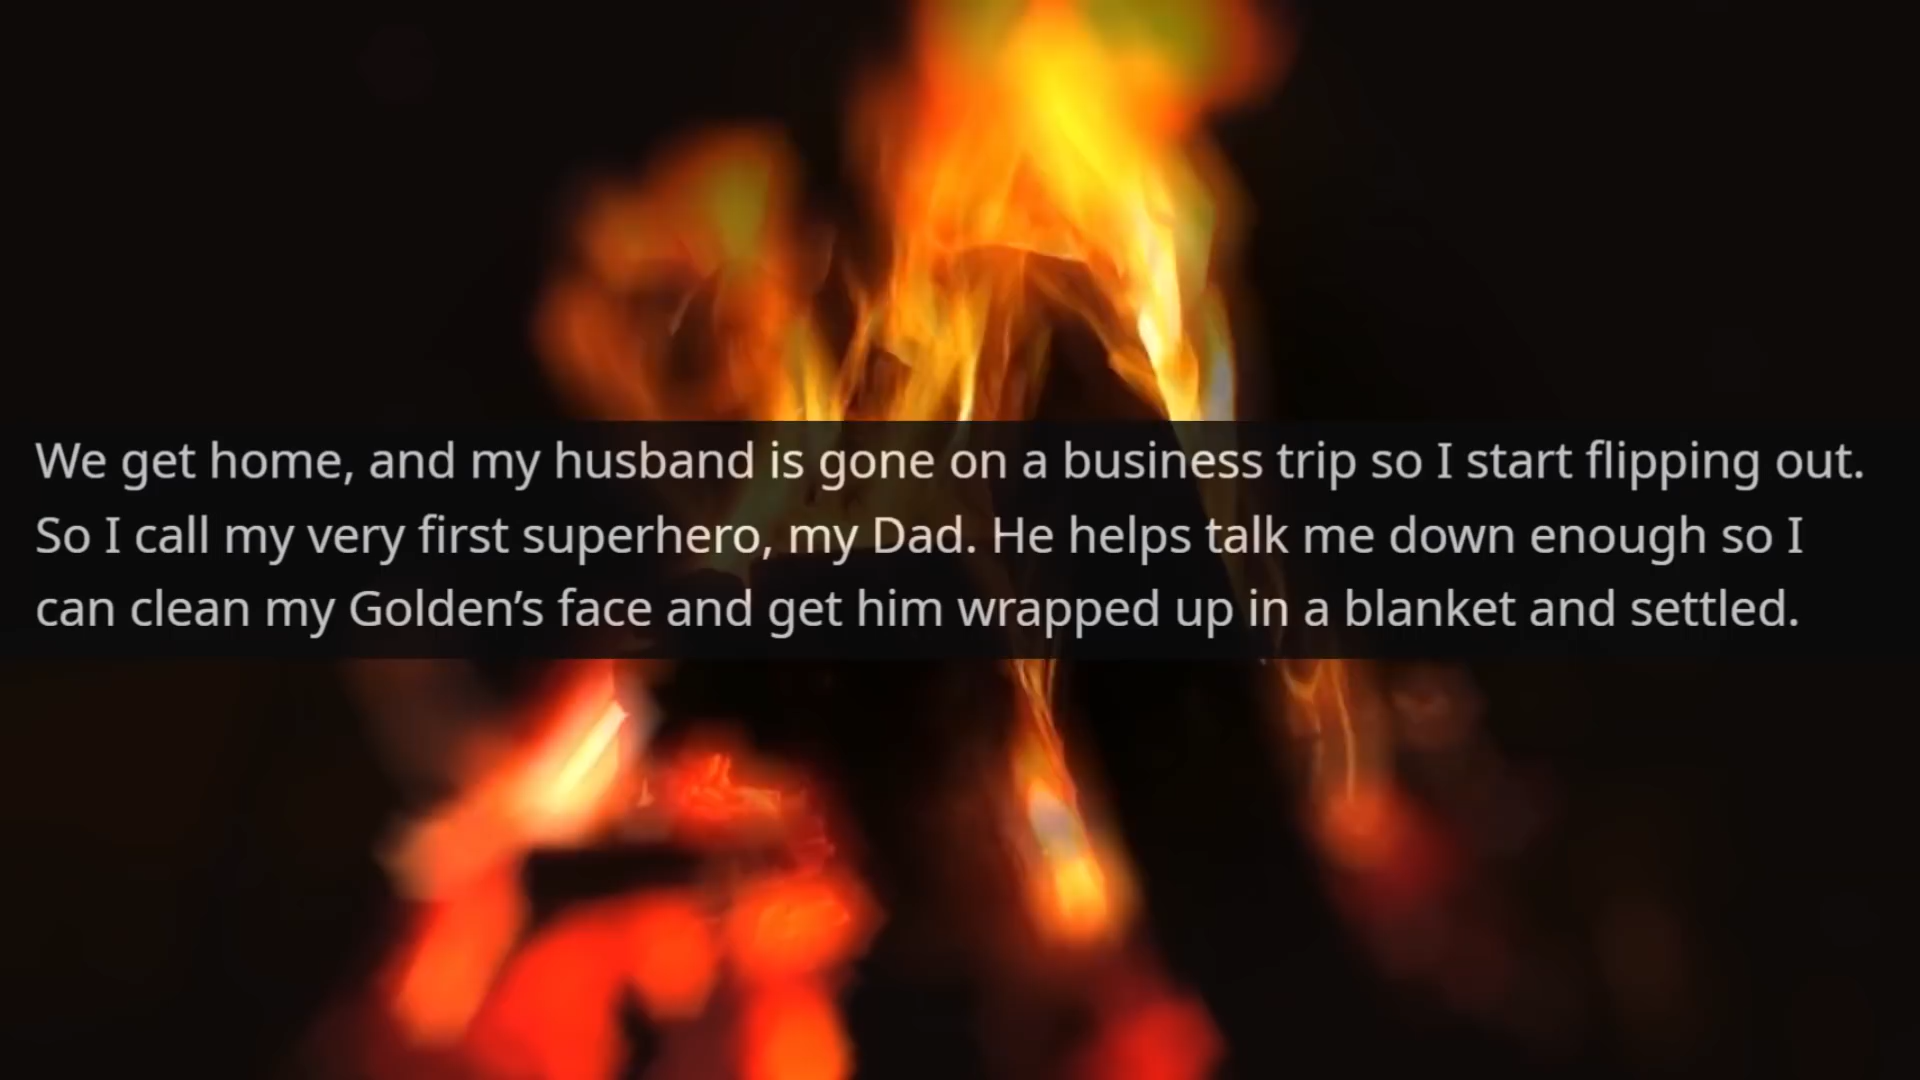 We get home, and my husband is gone on a business trip so I start flipping out.
So I call my very first superhero, my Dad. He helps talk me down enough so I
can clean my Golden’s face and get him wrapped up in a blanket and settled.